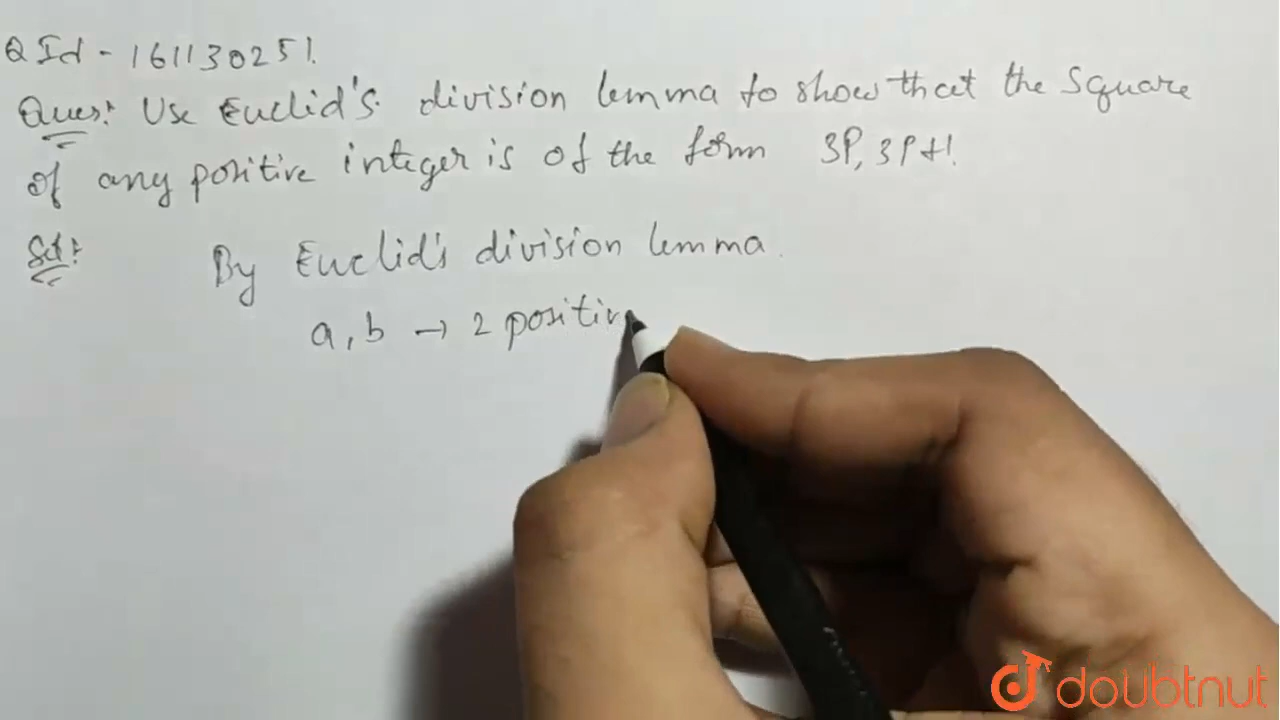 Q Id - 161130251.
Ques: Use Euclid's division lemma to show that the square
of any positive integer is of the form 3P, 3P+1.
Sol: By Euclid's division lemma.
a, b → 2 positiv
doubtnut